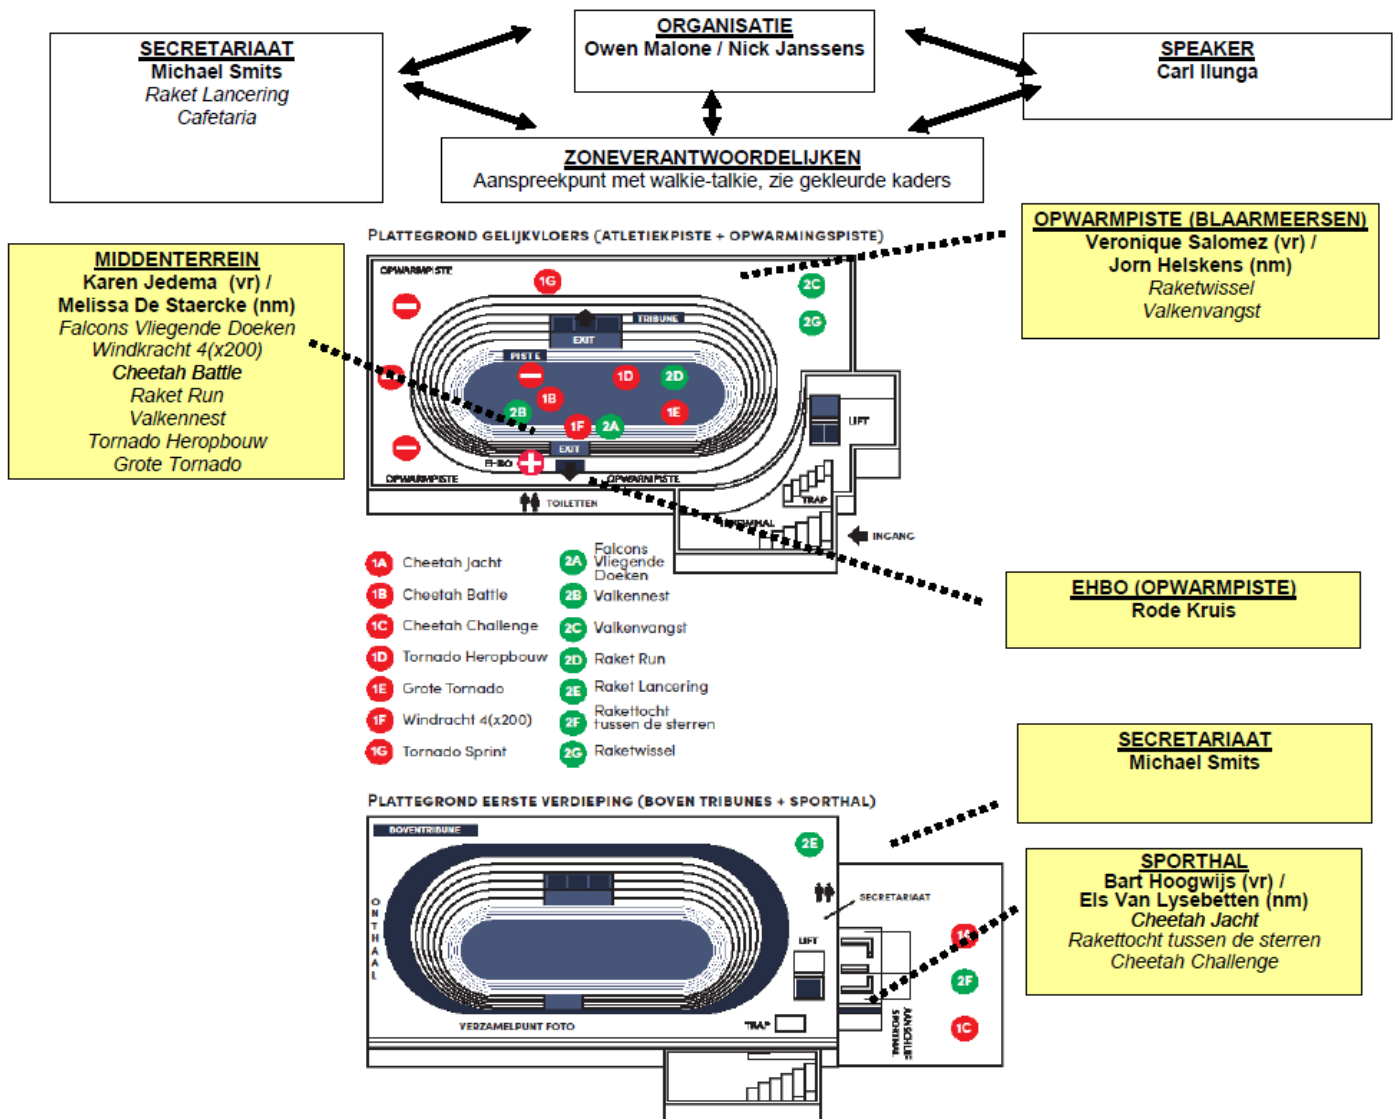 ORGANISATIE
Owen Malone / Nick Janssens
SECRETARIAAT
Michael Smits
Raket Lancering
Cafetaria
SPEAKER
Carl Ilunga
ZONEVERANTWOORDELIJKEN
Aanspreekpunt met walkie-talkie, zie gekleurde kaders
OPWARMPISTE (BLAARMEERSEN)
Veronique Salomez (vr) /
Jorn Helskens (nm)
Raketwissel
Valkenvangst
MIDDENTERREIN
Karen Jedema (vr) /
Melissa De Staercke (nm)
Falcons Vliegende Doeken
Windkracht 4(x200)
Cheetah Battle
Raket Run
Valkennest
Tornado Heropbouw
Grote Tornado
PLATTEGROND GELIJKVLOERS (ATLETIEKPISTE + OPWARMINGSPISTE)
OPWARMPISTE
1G
2C
2G
TRIBUNE
EXIT
PISTE
1D
2D
1B
2B
1E
1F
2A
EXIT
EHBO
OPWARMPISTE
OPWARMPISTE
TOILETTEN
LIFT
TRAP
INGANG
1A Cheetah Jacht
1B Cheetah Battle
1C Cheetah Challenge
1D Tornado Heropbouw
1E Grote Tornado
1F Windracht 4(x200)
1G Tornado Sprint
2A Falcons
Vliegende
Doeken
2B Valkennest
2C Valkenvangst
2D Raket Run
2E Raket Lancering
2F Rakettocht
tussen de sterren
2G Raketwissel
EHBO (OPWARMPISTE)
Rode Kruis
SECRETARIAAT
Michael Smits
PLATTEGROND EERSTE VERDIEPING (BOVEN TRIBUNES + SPORTHAL)
BOVENTRIBUNE
ONTHAAL
2E
SECRETARIAAT
LIFT
TRAP
VERZAMELPUNT FOTO
SPORTHAL
2F
1C
SPORTHAL
Bart Hoogwijs (vr) /
Els Van Lysebetten (nm)
Cheetah Jacht
Rakettocht tussen de sterren
Cheetah Challenge